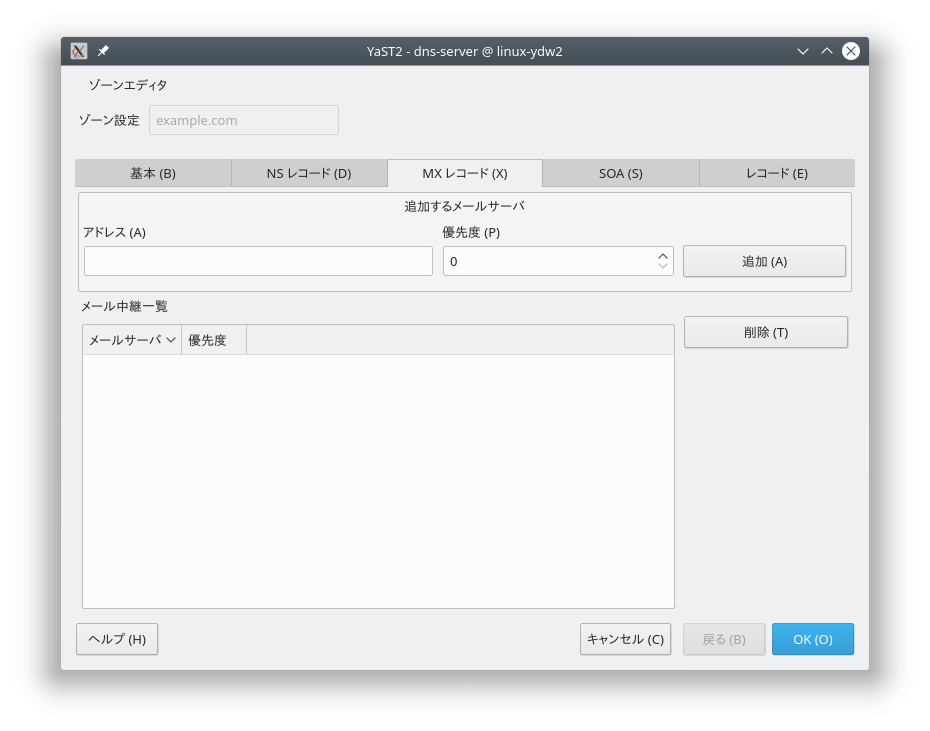 YaST2 - dns-server @ linux-ydw2
ゾーンエディタ
ゾーン設定 example.com
基本 (B) NS レコード (D) MX レコード (X) SOA (S) レコード (E)
追加するメールサーバ
アドレス (A) 優先度 (P)
0 追加 (A)
メール中継一覧
削除 (T)
メールサーバ 優先度
ヘルプ (H) キャンセル (C) 戻る (B) OK (O)